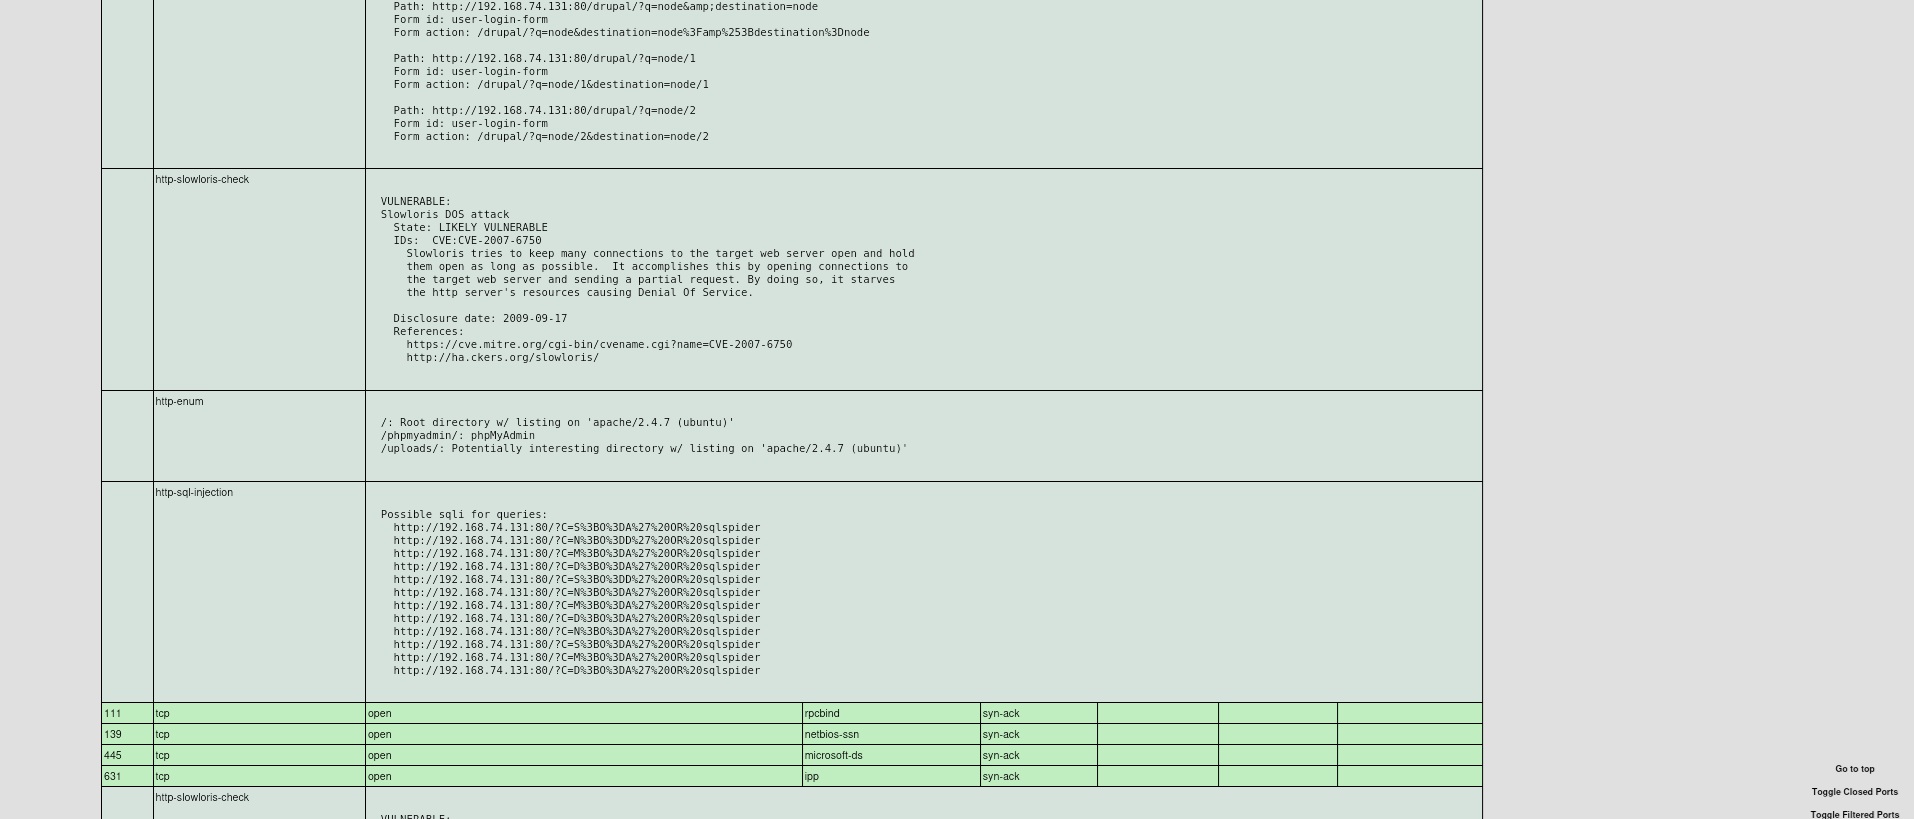 Path: http://192.168.74.131:80/drupal/?q=node&amp;destination=node
Form id: user-login-form
Form action: /drupal/?q=node&destination=node%3Famp%253Bdestination%3Dnode
Path: http://192.168.74.131:80/drupal/?q=node/1
Form id: user-login-form
Form action: /drupal/?q=node/1&destination=node/1
Path: http://192.168.74.131:80/drupal/?q=node/2
Form id: user-login-form
Form action: /drupal/?q=node/2&destination=node/2
http-slowloris-check
VULNERABLE:
Slowloris DOS attack
State: LIKELY VULNERABLE
IDs:  CVE:CVE-2007-6750
Slowloris tries to keep many connections to the target web server open and hold
them open as long as possible.  It accomplishes this by opening connections to
the target web server and sending a partial request. By doing so, it starves
the http server's resources causing Denial Of Service.
Disclosure date: 2009-09-17
References:
https://cve.mitre.org/cgi-bin/cvename.cgi?name=CVE-2007-6750
http://ha.ckers.org/slowloris/
http-enum
/: Root directory w/ listing on 'apache/2.4.7 (ubuntu)'
/phpmyadmin/: phpMyAdmin
/uploads/: Potentially interesting directory w/ listing on 'apache/2.4.7 (ubuntu)'
http-sql-injection
Possible sqli for queries:
http://192.168.74.131:80/?C=S%3BO%3DA%27%20OR%20sqlspider
http://192.168.74.131:80/?C=N%3BO%3DD%27%20OR%20sqlspider
http://192.168.74.131:80/?C=M%3BO%3DA%27%20OR%20sqlspider
http://192.168.74.131:80/?C=D%3BO%3DA%27%20OR%20sqlspider
http://192.168.74.131:80/?C=S%3BO%3DD%27%20OR%20sqlspider
http://192.168.74.131:80/?C=N%3BO%3DA%27%20OR%20sqlspider
http://192.168.74.131:80/?C=M%3BO%3DA%27%20OR%20sqlspider
http://192.168.74.131:80/?C=D%3BO%3DA%27%20OR%20sqlspider
http://192.168.74.131:80/?C=N%3BO%3DA%27%20OR%20sqlspider
http://192.168.74.131:80/?C=S%3BO%3DA%27%20OR%20sqlspider
http://192.168.74.131:80/?C=M%3BO%3DA%27%20OR%20sqlspider
http://192.168.74.131:80/?C=D%3BO%3DA%27%20OR%20sqlspider
111 tcp open rpcbind syn-ack
139 tcp open netbios-ssn syn-ack
445 tcp open microsoft-ds syn-ack
631 tcp open ipp syn-ack
http-slowloris-check
VULNERABLE:
Go to top
Toggle Closed Ports
Toggle Filtered Ports